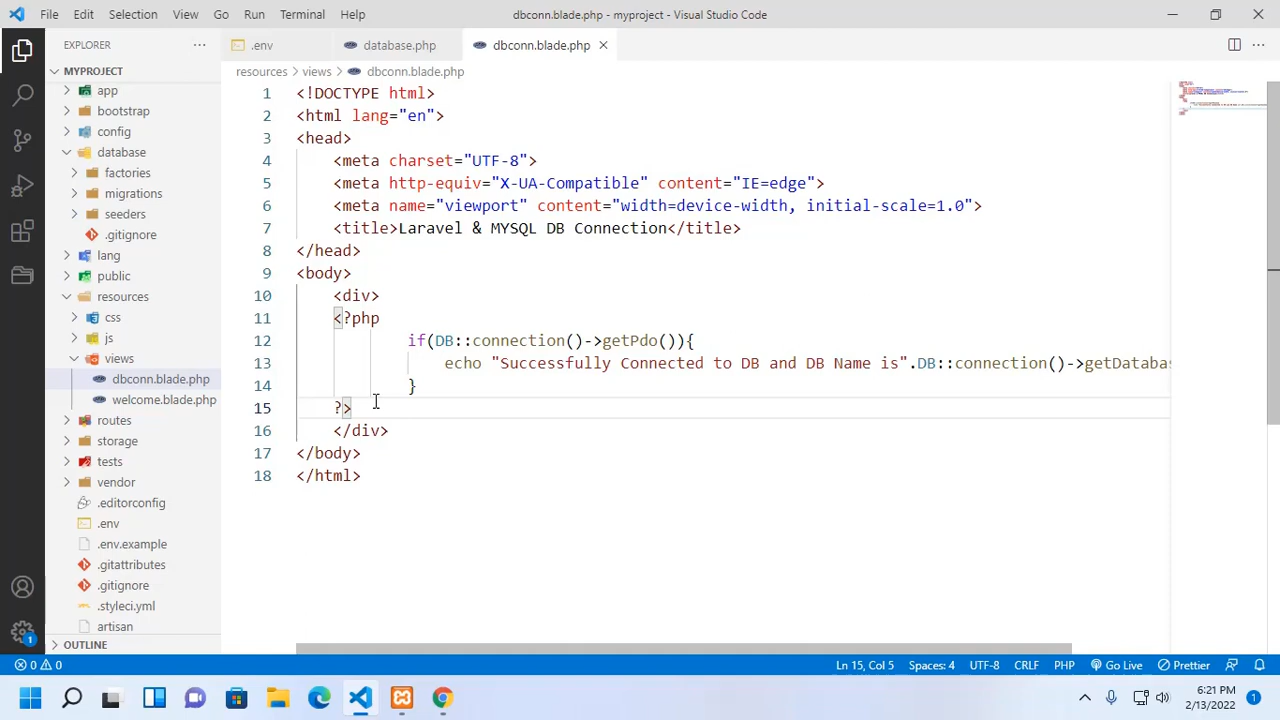 File Edit Selection View Go Run Terminal Help dbconn.blade.php - myproject - Visual Studio Code
EXPLORER
.env database.php dbconn.blade.php
MYPROJECT
resources > views > dbconn.blade.php
app
bootstrap
config
database
factories
migrations
seeders
.gitignore
lang
public
resources
css
js
views
dbconn.blade.php
welcome.blade.php
routes
storage
tests
vendor
.editorconfig
.env
.env.example
.gitattributes
.gitignore
.styleci.yml
artisan
OUTLINE
1 <!DOCTYPE html>
2 <html lang="en">
3 <head>
4 <meta charset="UTF-8">
5 <meta http-equiv="X-UA-Compatible" content="IE=edge">
6 <meta name="viewport" content="width=device-width, initial-scale=1.0">
7 <title>Laravel & MYSQL DB Connection</title>
8 </head>
9 <body>
10 <div>
11 <?php
12 if(DB::connection()->getPdo()){
13 echo "Successfully Connected to DB and DB Name is".DB::connection()->getDatabas
14 }
15 ?>
16 </div>
17 </body>
18 </html>
0 0 Ln 15, Col 5 Spaces: 4 UTF-8 CRLF PHP Go Live Prettier
1
6:21 PM
2/13/2022
1